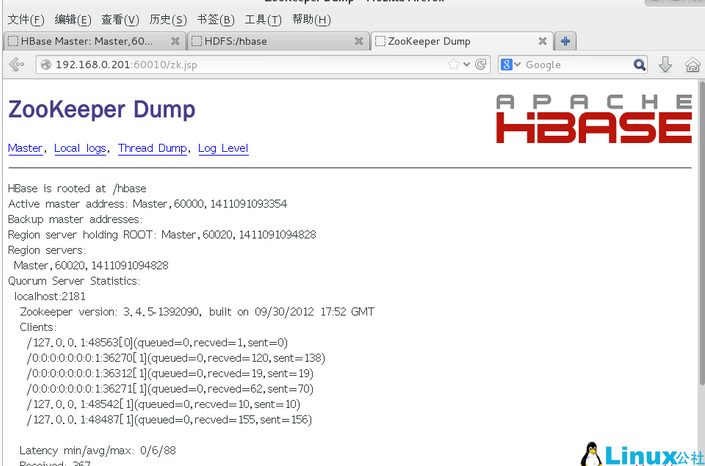 ZooKeeper Dump - Mozilla Firefox
文件(F) 编辑(E) 查看(V) 历史(S) 书签(B) 工具(T) 帮助(H)
HBase Master: Master,60... HDFS:/hbase ZooKeeper Dump
192.168.0.201:60010/zk.jsp Google
ZooKeeper Dump
APACHE
HBASE
Master, Local logs, Thread Dump, Log Level
HBase is rooted at /hbase
Active master address: Master,60000,1411091093354
Backup master addresses:
Region server holding ROOT: Master,60020,1411091094828
Region servers:
Master,60020,1411091094828
Quorum Server Statistics:
localhost:2181
Zookeeper version: 3.4.5-1392090, built on 09/30/2012 17:52 GMT
Clients:
/127.0.0.1:48563[0](queued=0,recved=1,sent=0)
/0:0:0:0:0:0:0:1:36270[1](queued=0,recved=120,sent=138)
/0:0:0:0:0:0:0:1:36312[1](queued=0,recved=19,sent=19)
/0:0:0:0:0:0:0:1:36271[1](queued=0,recved=62,sent=70)
/127.0.0.1:48542[1](queued=0,recved=10,sent=10)
/127.0.0.1:48487[1](queued=0,recved=155,sent=156)
Latency min/avg/max: 0/6/88
Received: 367
Linux公社